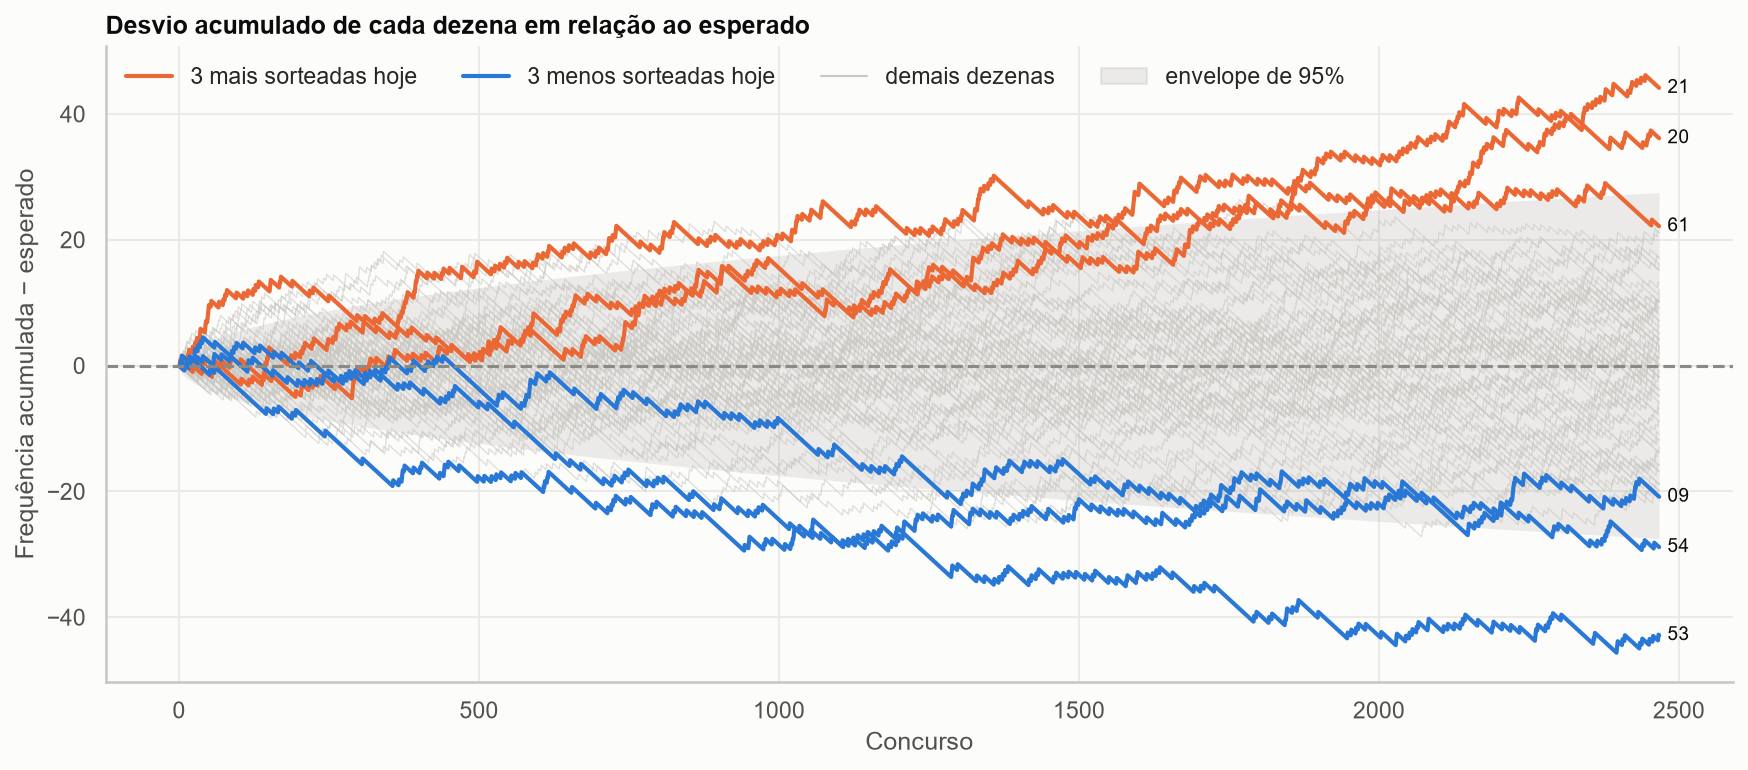 Desvio acumulado de cada dezena em relação ao esperado
3 mais sorteadas hoje
3 menos sorteadas hoje
demais dezenas
envelope de 95%
Frequência acumulada − esperado
40
20
0
−20
−40
21
20
61
09
54
53
0
500
1000
1500
2000
2500
Concurso